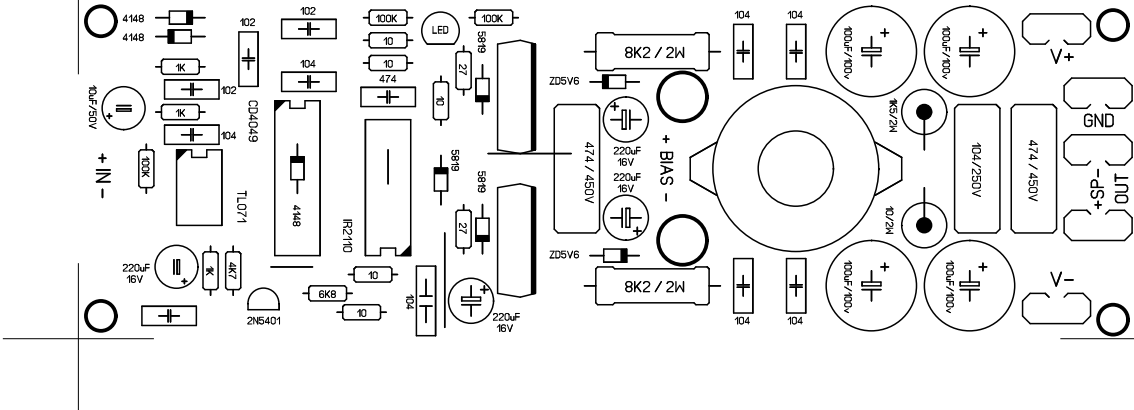 4148
4148
102
102
100K
10
10
LED
100K
5819
27
10
1K
102
1K
104
10uF/50V
CD4049
104
474
+ IN -
100K
TL071
4148
IR2110
5819
5819
27
220uF
16V
1K
4K7
2N5401
10
6K8
10
104
220uF
16V
8K2 / 2W
ZD5V6
474 / 450V
220uF
16V
220uF
16V
+ BIAS -
ZD5V6
8K2 / 2W
104
104
100uF/100v
100uF/100v
1K5/2W
10/2W
104/250V
474 / 450V
104
104
100uF/100v
100uF/100v
V+
GND
+SP-
OUT
V-